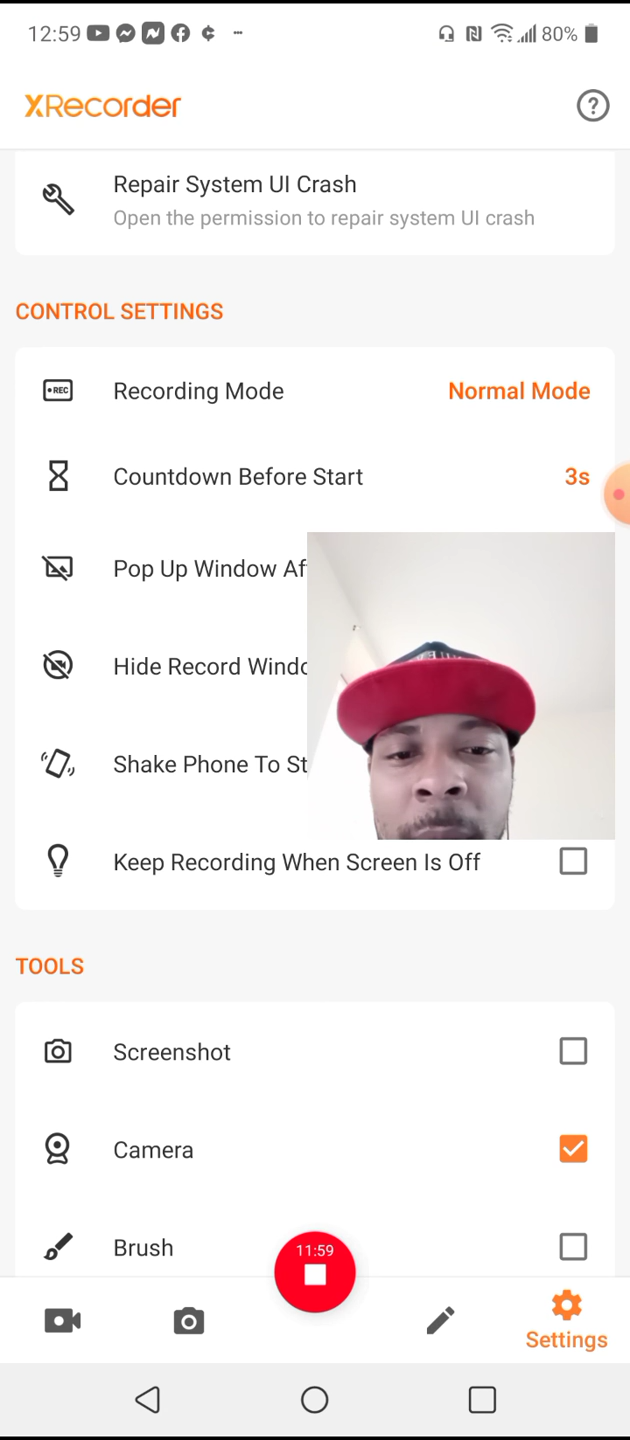 12:59
80%
XRecorder
Repair System UI Crash
Open the permission to repair system UI crash
CONTROL SETTINGS
Recording Mode
Normal Mode
Countdown Before Start
3s
Pop Up Window Af
Hide Record Windo
Shake Phone To St
Keep Recording When Screen Is Off
TOOLS
Screenshot
Camera
Brush
11:59
Settings